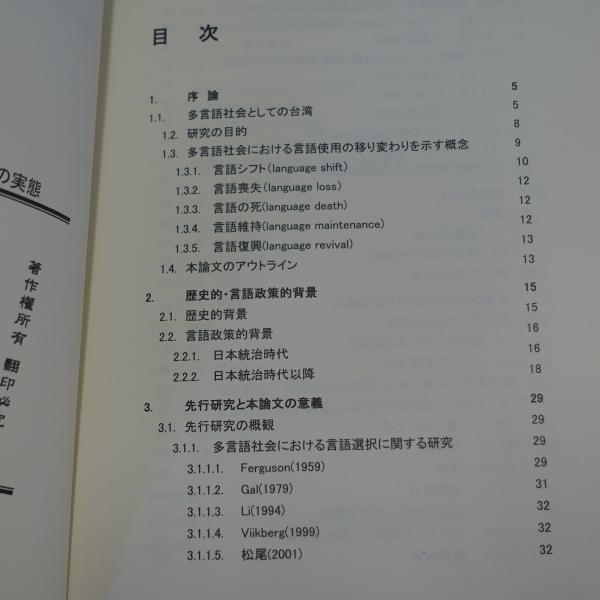 の実態
著作權所有 翻印必究
目 次
1. 序 論 5
1.1. 多言語社会としての台湾 5
1.2. 研究の目的 8
1.3. 多言語社会における言語使用の移り変わりを示す概念 9
1.3.1. 言語シフト(language shift) 10
1.3.2. 言語喪失(language loss) 12
1.3.3. 言語の死(language death) 12
1.3.4. 言語維持(language maintenance) 12
1.3.5. 言語復興(language revival) 13
1.4. 本論文のアウトライン 13
2. 歴史的・言語政策的背景 15
2.1. 歴史的背景 15
2.2. 言語政策的背景 16
2.2.1. 日本統治時代 16
2.2.2. 日本統治時代以降 18
3. 先行研究と本論文の意義 29
3.1. 先行研究の概観 29
3.1.1. 多言語社会における言語選択に関する研究 29
3.1.1.1. Ferguson(1959) 29
3.1.1.2. Gal(1979) 31
3.1.1.3. Li(1994) 32
3.1.1.4. Viikberg(1999) 32
3.1.1.5. 松尾(2001) 32